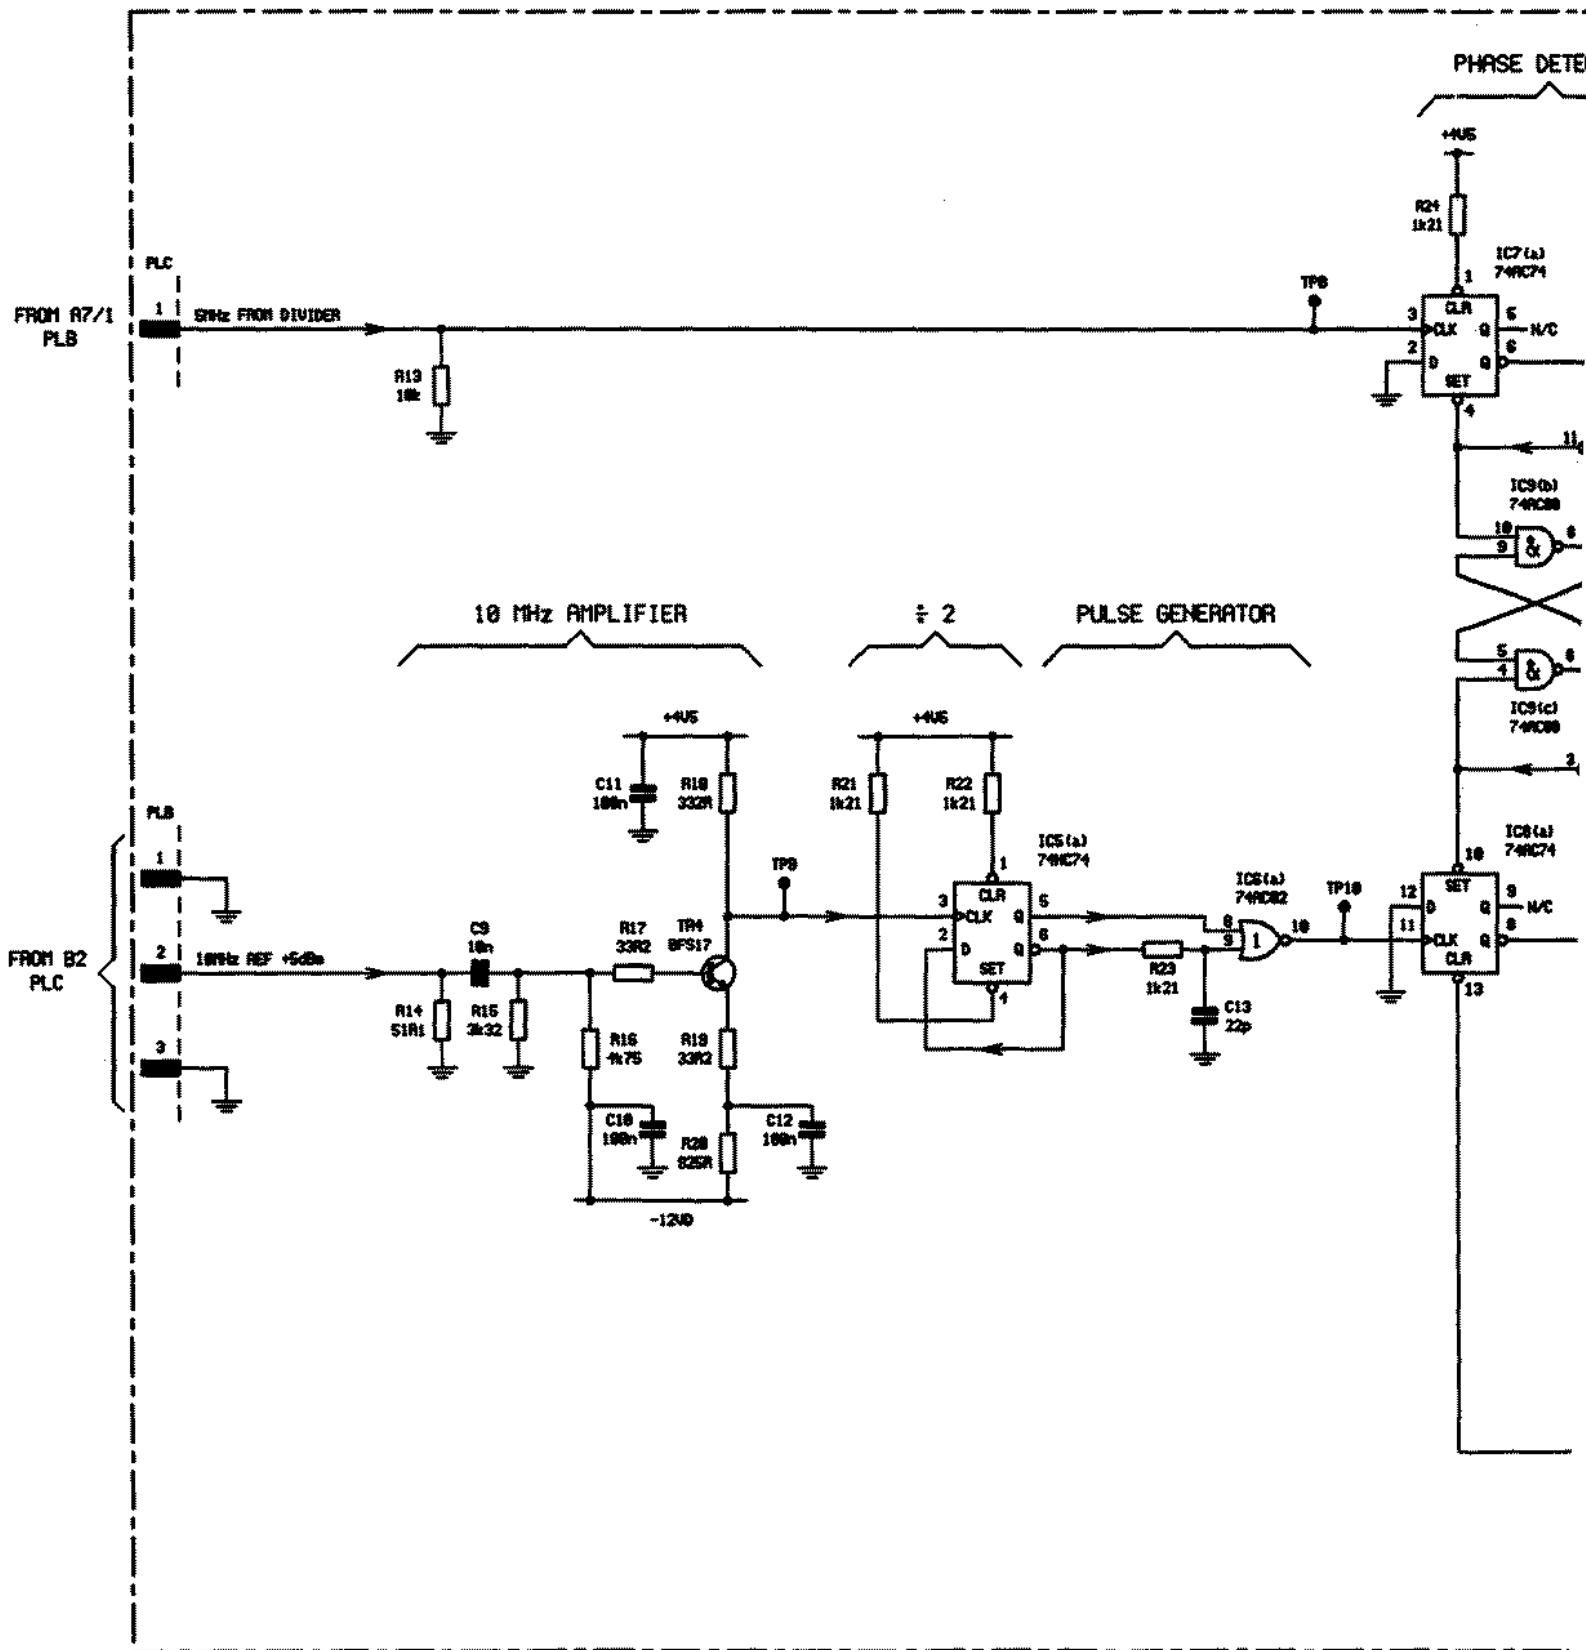 PHASE DETE
+4V5
R24
1k21
IC7(a)
74AC74
PLC
1
FROM A7/1
PLB
5MHz FROM DIVIDER
TP8
1
CLR
3
CLK
Q
5
N/C
2
D
Q
6
SET
4
R13
10k
11
IC9(b)
74AC00
10
9
&
8
10 MHz AMPLIFIER
÷ 2
PULSE GENERATOR
5
4
&
6
IC9(c)
74AC00
+4V5
+4V5
C11
100n
R18
332R
R21
1k21
R22
1k21
3
PLB
1
TP9
IC5(a)
74HC74
IC8(a)
74AC74
1
CLR
3
CLK
Q
5
2
D
Q
6
SET
4
IC6(a)
74AC02
8
9
1
10
TP10
10
SET
12
D
Q
9
N/C
11
CLK
Q
8
CLR
13
FROM B2
PLC
2
10MHz REF +5dBm
C9
10n
R17
33R2
TR4
BFS17
R23
1k21
C13
22p
R14
51R1
R15
3k32
R16
4k75
R19
33R2
3
C10
100n
R20
825R
C12
100n
-12VD